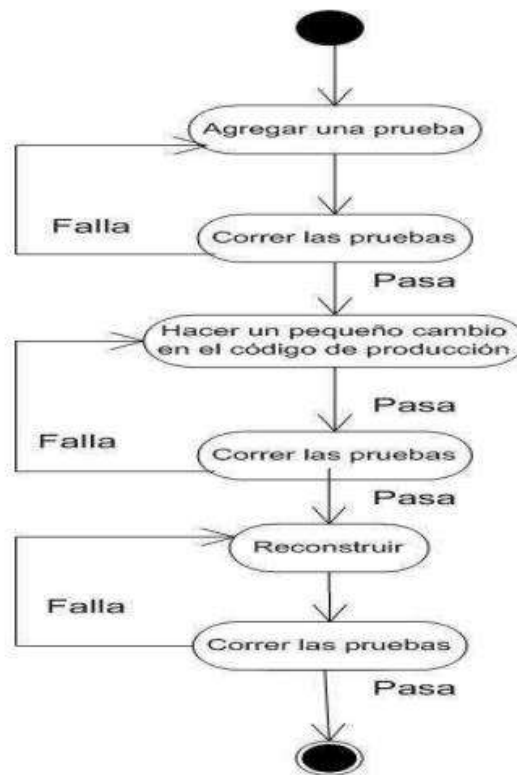 Agregar una prueba
Falla
Correr las pruebas
Pasa
Hacer un pequeño cambio
en el código de producción
Pasa
Falla
Correr las pruebas
Pasa
Reconstruir
Falla
Correr las pruebas
Pasa